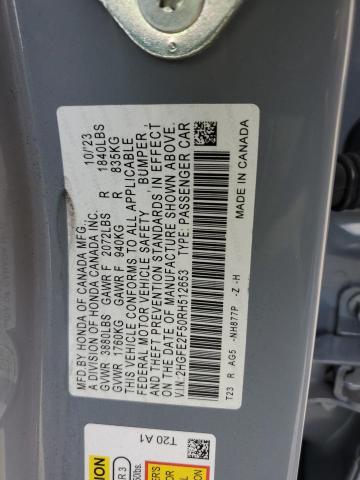 MFD. BY HONDA OF CANADA MFG., 10/'23
A DIVISION OF HONDA CANADA INC.
GVWR 3880LBS GAWR F 2072LBS R 1840LBS
GVWR 1760KG GAWR F 940KG R 835KG
THIS VEHICLE CONFORMS TO ALL APPLICABLE
FEDERAL MOTOR VEHICLE SAFETY, BUMPER,
AND THEFT PREVENTION STANDARDS IN EFFECT
ON THE DATE OF MANUFACTURE SHOWN ABOVE.
V.I.N.:2HGFE2F50RH512653 TYPE:PASSENGER CAR
MADE IN CANADA
T23 R AG5 -NH877P -Z -H
T20 A1